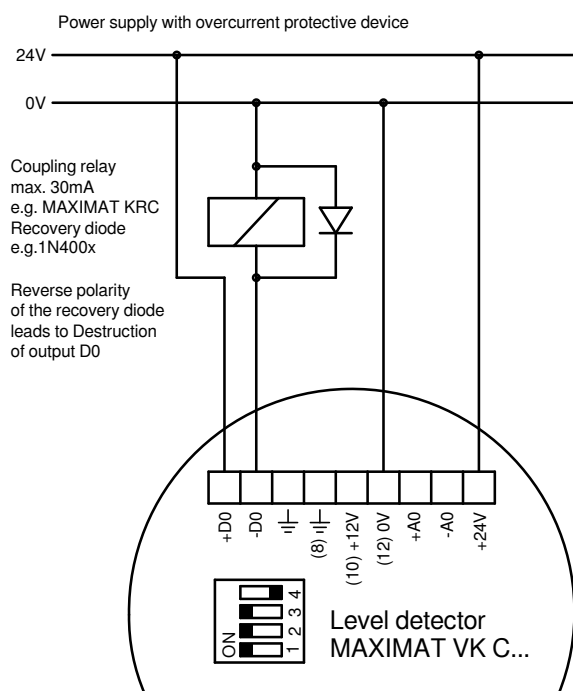 Power supply with overcurrent protective device
24V
0V
Coupling relay
max. 30mA
e.g. MAXIMAT KRC
Recovery diode
e.g.1N400x
Reverse polarity
of the recovery diode
leads to Destruction
of output D0
+D0
-D0
(8)
(10) +12V
(12) 0V
+A0
-A0
+24V
ON
1 2 3 4
Level detector
MAXIMAT VK C...